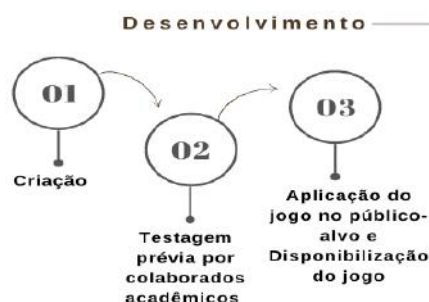 Desenvolvimento
01
Criação
02
Testagem
prévia por
colaborados
acadêmicos
03
Aplicação do
jogo no público-
alvo e
Disponibilização
do jogo